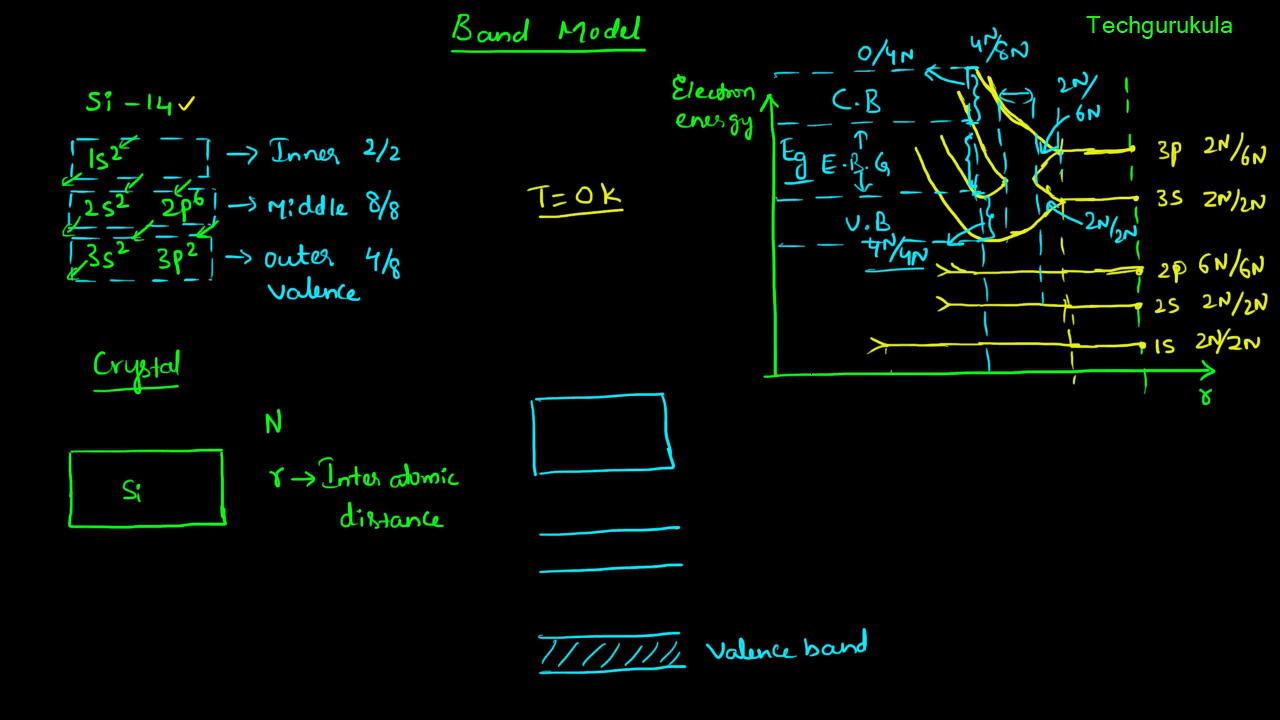 Band Model
Techgurukula
Si - 14 ✓
1s² → Inner 2/2
2s² 2p⁶ → Middle 8/8
3s² 3p² → outer 4/8
valence
T = 0 K
Crystal
Si
N
r → Inter atomic
distance
Valence band
Electron
energy
0/4N
4N/8N
2N/
6N
C.B
Eg
E.B.G
V.B
4N/4N
2N/2N
3p 2N/6N
3s 2N/2N
2p 6N/6N
2s 2N/2N
1s 2N/2N
r